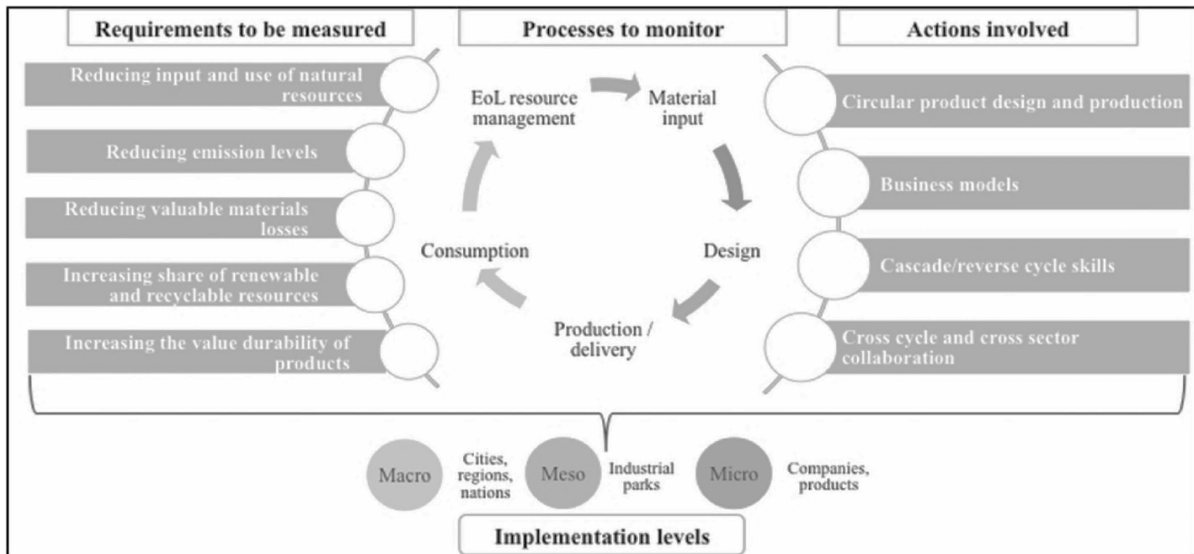 Requirements to be measured
Reducing input and use of natural
resources
Reducing emission levels
Reducing valuable materials
losses
Increasing share of renewable
and recyclable resources
Increasing the value durability of
products
Processes to monitor
EoL resource
management
Material
input
Design
Production /
delivery
Consumption
Actions involved
Circular product design and production
Business models
Cascade/reverse cycle skills
Cross cycle and cross sector
collaboration
Macro
Cities,
regions,
nations
Meso
Industrial
parks
Micro
Companies,
products
Implementation levels